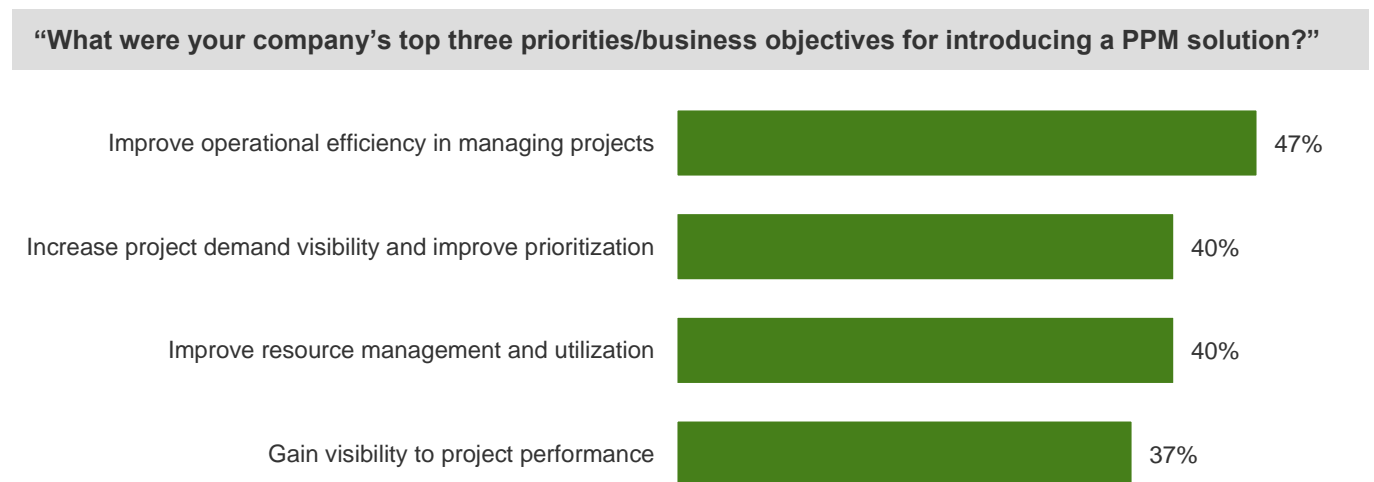 “What were your company’s top three priorities/business objectives for introducing a PPM solution?”
Improve operational efficiency in managing projects 47%
Increase project demand visibility and improve prioritization 40%
Improve resource management and utilization 40%
Gain visibility to project performance 37%